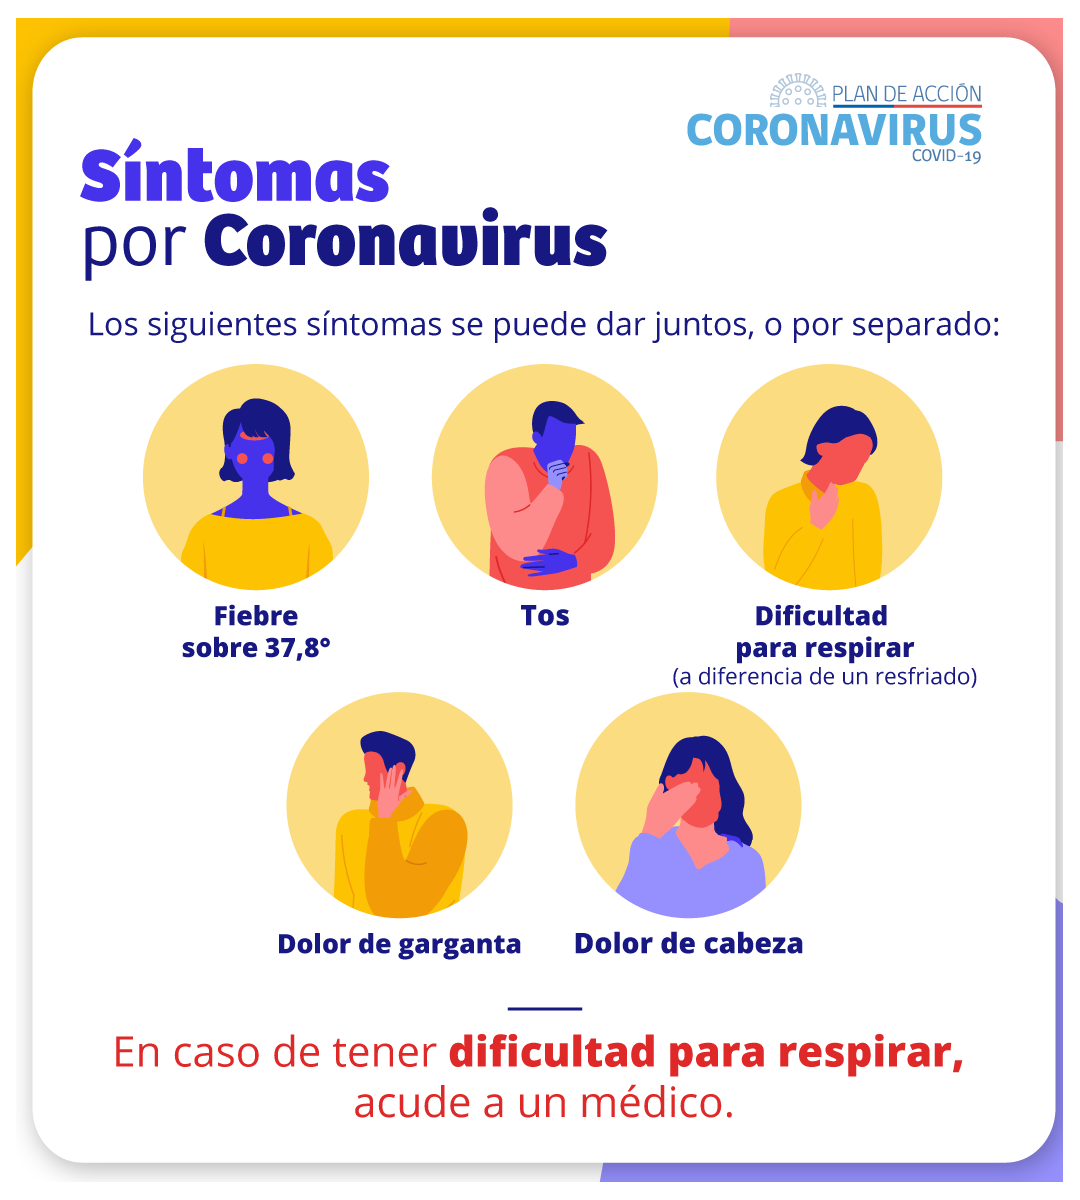 PLAN DE ACCIÓN
CORONAVIRUS
COVID-19
Síntomas
por Coronavirus
Los siguientes síntomas se puede dar juntos, o por separado:
Fiebre
sobre 37,8°
Tos
Dificultad
para respirar
(a diferencia de un resfriado)
Dolor de garganta
Dolor de cabeza
En caso de tener dificultad para respirar,
acude a un médico.